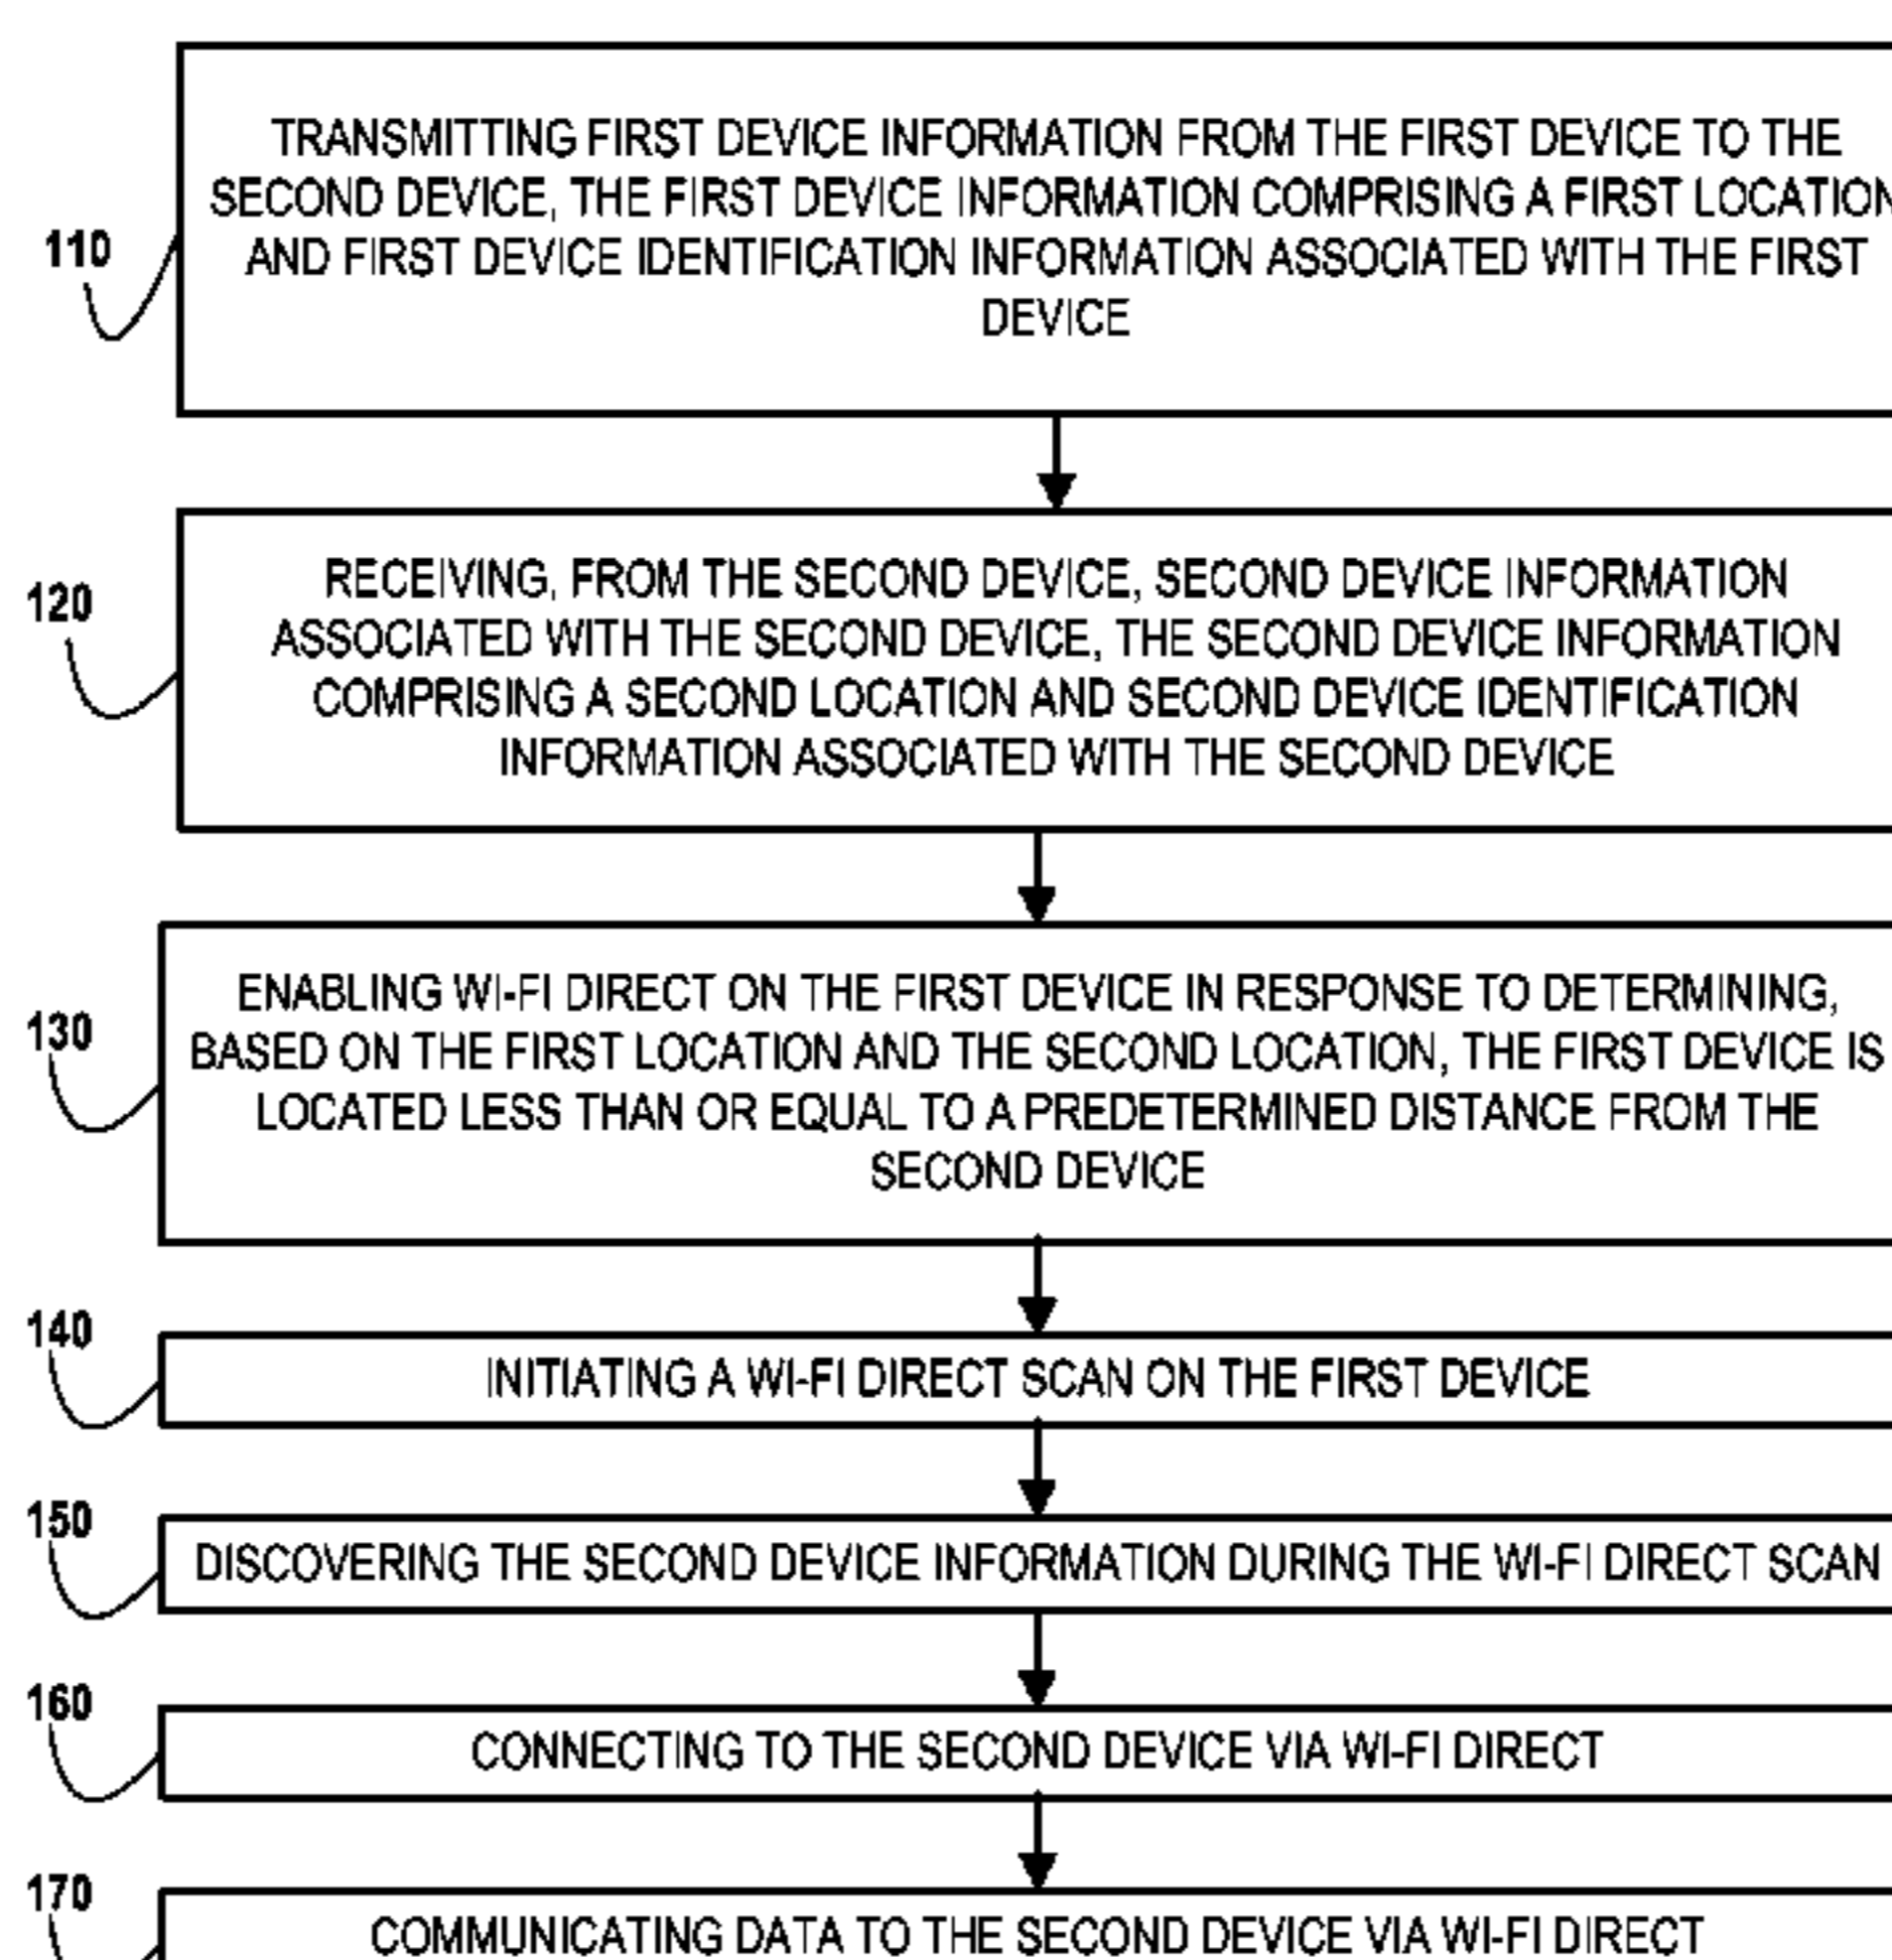 110
TRANSMITTING FIRST DEVICE INFORMATION FROM THE FIRST DEVICE TO THE
SECOND DEVICE, THE FIRST DEVICE INFORMATION COMPRISING A FIRST LOCATION
AND FIRST DEVICE IDENTIFICATION INFORMATION ASSOCIATED WITH THE FIRST
DEVICE
120
RECEIVING, FROM THE SECOND DEVICE, SECOND DEVICE INFORMATION
ASSOCIATED WITH THE SECOND DEVICE, THE SECOND DEVICE INFORMATION
COMPRISING A SECOND LOCATION AND SECOND DEVICE IDENTIFICATION
INFORMATION ASSOCIATED WITH THE SECOND DEVICE
130
ENABLING WI-FI DIRECT ON THE FIRST DEVICE IN RESPONSE TO DETERMINING,
BASED ON THE FIRST LOCATION AND THE SECOND LOCATION, THE FIRST DEVICE IS
LOCATED LESS THAN OR EQUAL TO A PREDETERMINED DISTANCE FROM THE
SECOND DEVICE
140
INITIATING A WI-FI DIRECT SCAN ON THE FIRST DEVICE
150
DISCOVERING THE SECOND DEVICE INFORMATION DURING THE WI-FI DIRECT SCAN
160
CONNECTING TO THE SECOND DEVICE VIA WI-FI DIRECT
170
COMMUNICATING DATA TO THE SECOND DEVICE VIA WI-FI DIRECT